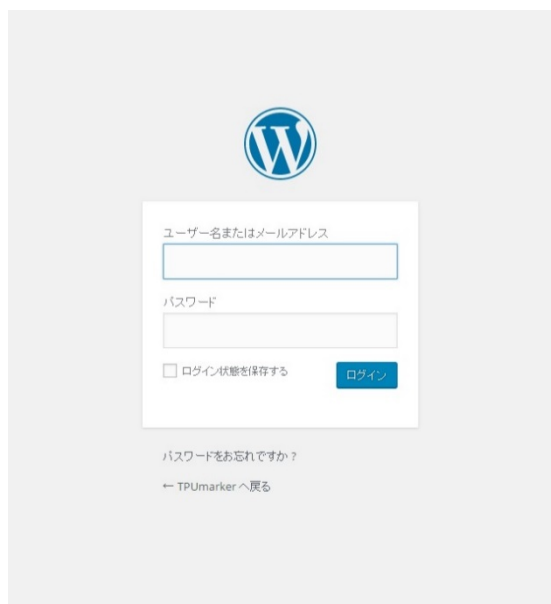 ユーザー名またはメールアドレス
パスワード
ログイン状態を保存する
ログイン
パスワードをお忘れですか ?
← TPUmarker へ戻る